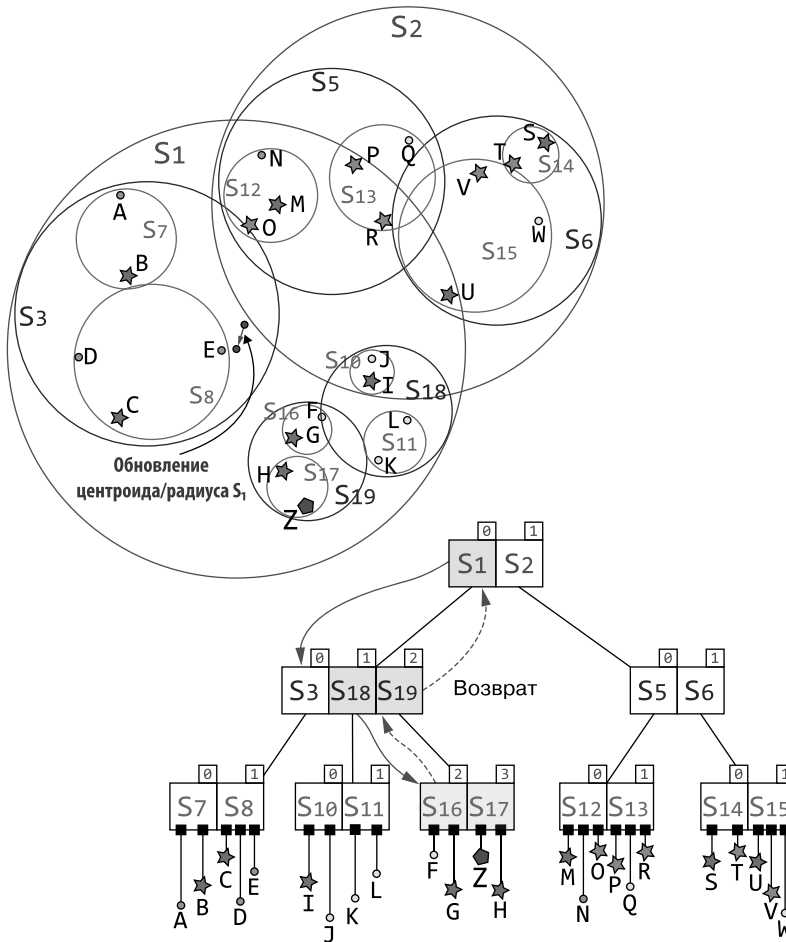 S2
S5
S1
S
N
P
Q
T
S14
V
S12
S13
M
A
O
S7
R
W
S6
S15
B
U
S3
D
E
J
S10
I
S18
S8
C
S16
F
L
G
S11
K
H
S17
S19
Z
Обновление
центроида/радиуса S1
0 1
S1 S2
0 1 2
S3 S18 S19
Возврат
0 1
S5 S6
0 1
S7 S8
0 1
S10 S11
2 3
S16 S17
0 1
S12 S13
0 1
S14 S15
A B C D E
I J K L
F G Z H
M N O P Q R
S T U V W